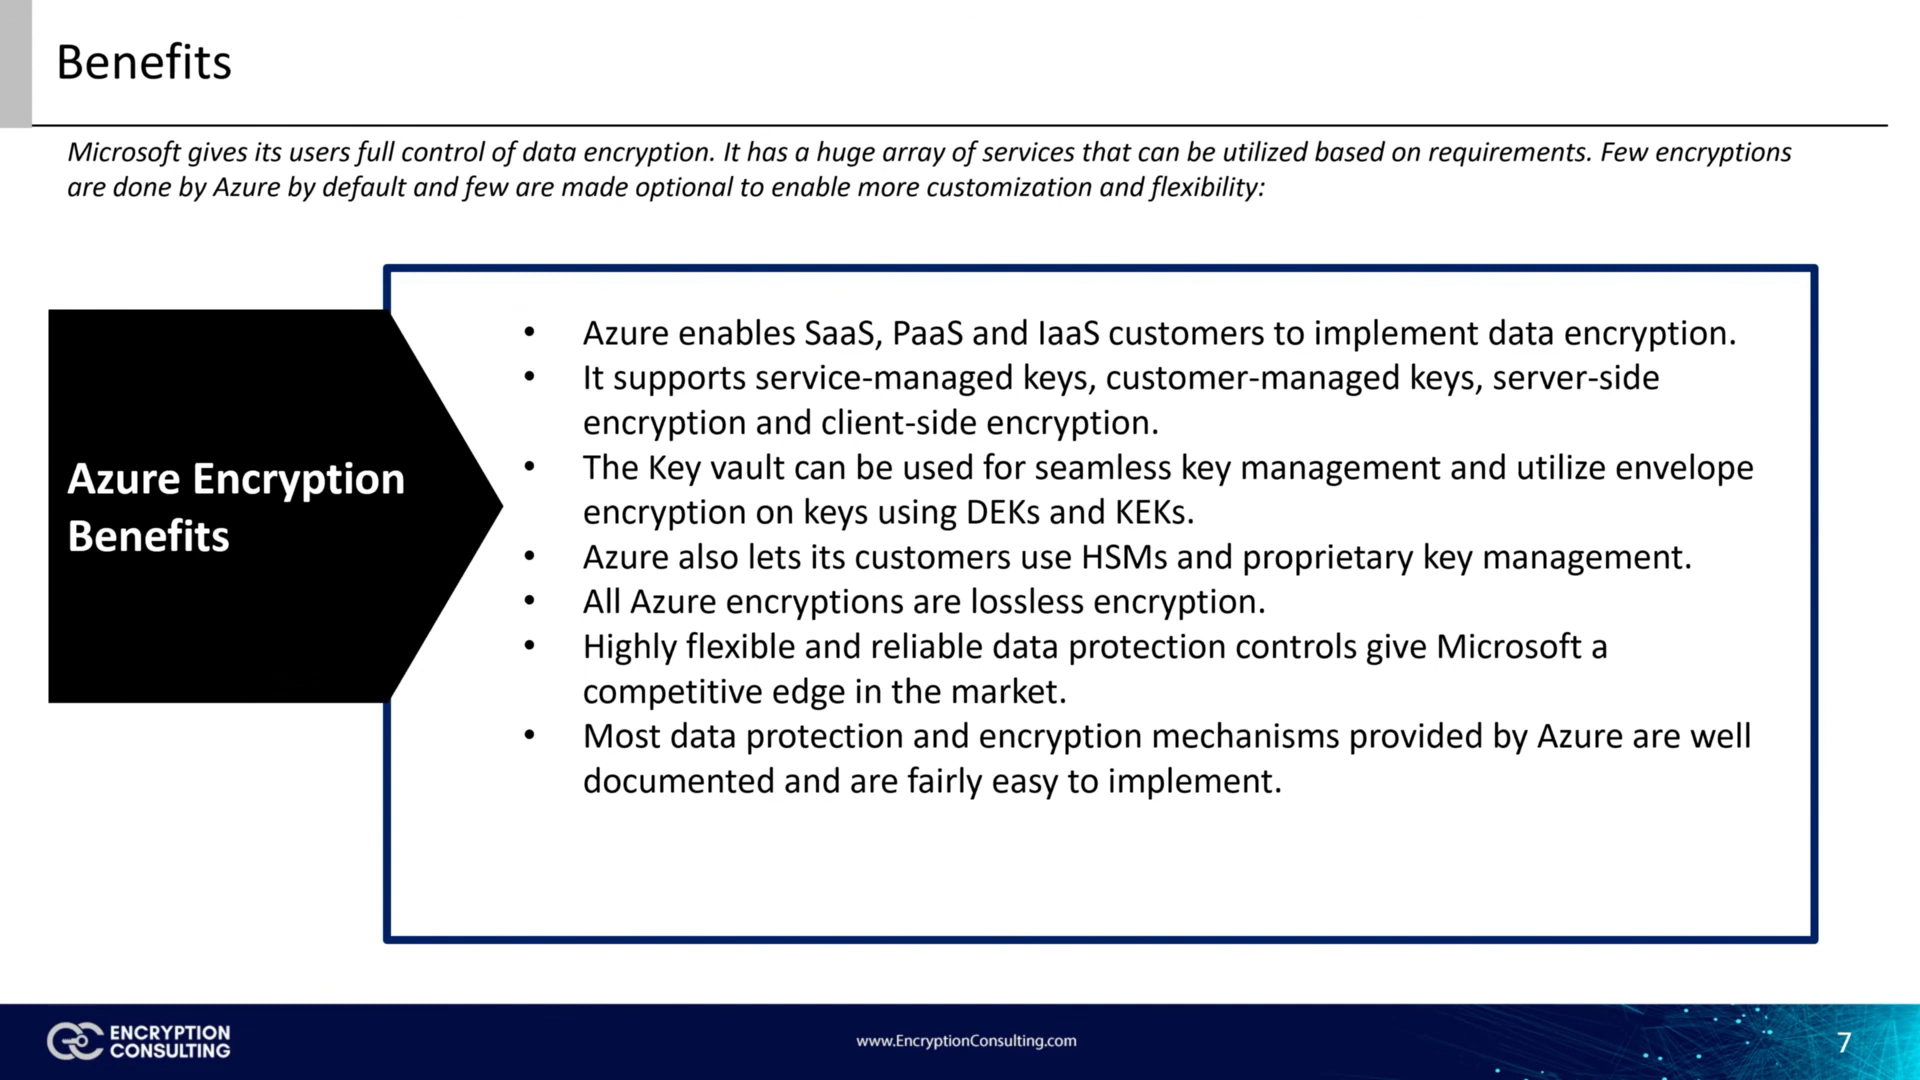 Benefits
Microsoft gives its users full control of data encryption. It has a huge array of services that can be utilized based on requirements. Few encryptions
are done by Azure by default and few are made optional to enable more customization and flexibility:
Azure Encryption
Benefits
• Azure enables SaaS, PaaS and IaaS customers to implement data encryption.
• It supports service-managed keys, customer-managed keys, server-side
encryption and client-side encryption.
• The Key vault can be used for seamless key management and utilize envelope
encryption on keys using DEKs and KEKs.
• Azure also lets its customers use HSMs and proprietary key management.
• All Azure encryptions are lossless encryption.
• Highly flexible and reliable data protection controls give Microsoft a
competitive edge in the market.
• Most data protection and encryption mechanisms provided by Azure are well
documented and are fairly easy to implement.
ENCRYPTION
CONSULTING
www.EncryptionConsulting.com
7